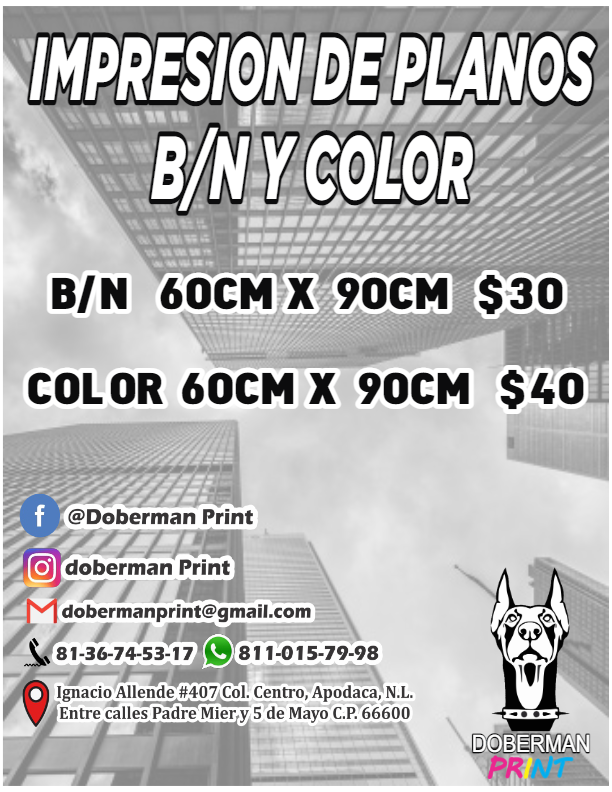 IMPRESION DE PLANOS
B/N Y COLOR
B/N 60CM X 90CM $30
COLOR 60CM X 90CM $40
@Doberman Print
doberman Print
dobermanprint@gmail.com
81-36-74-53-17 811-015-79-98
Ignacio Allende #407 Col. Centro, Apodaca, N.L.
Entre calles Padre Mier y 5 de Mayo C.P. 66600
DOBERMAN
PRINT